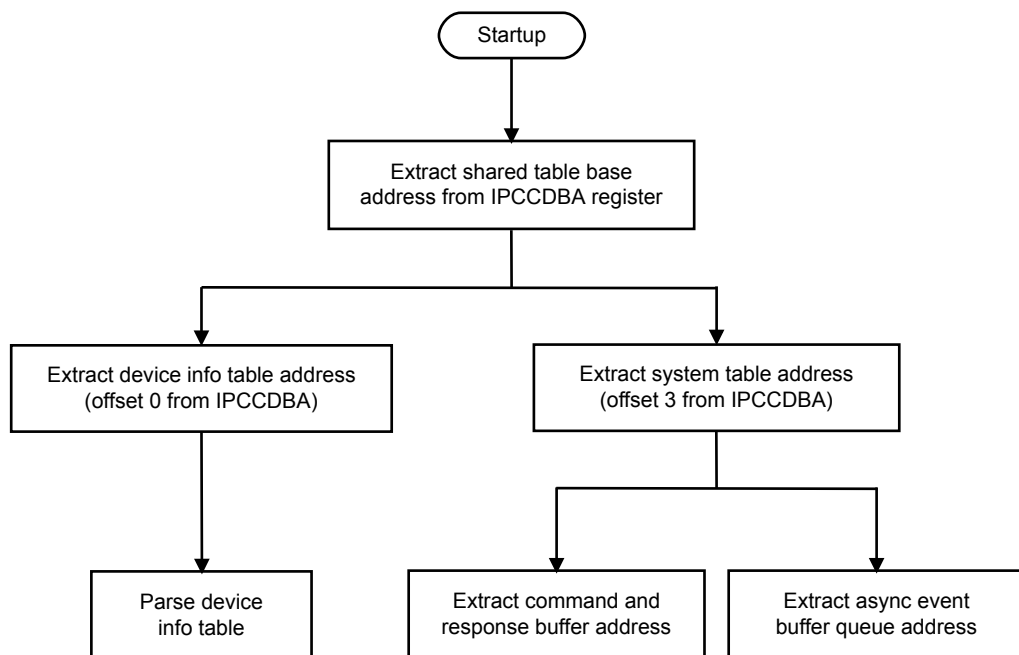 Startup
Extract shared table base
address from IPCCDBA register
Extract device info table address
(offset 0 from IPCCDBA)
Extract system table address
(offset 3 from IPCCDBA)
Parse device
info table
Extract command and
response buffer address
Extract async event
buffer queue address